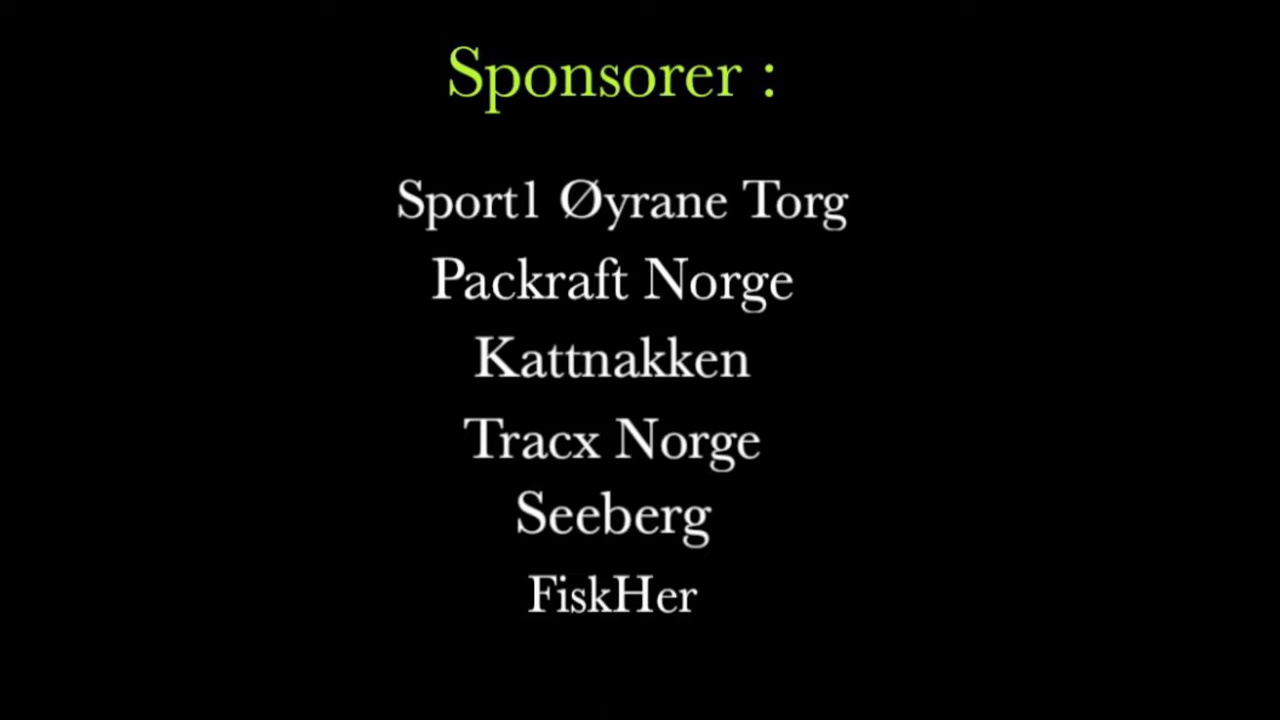 Sponsorer :
Sport1 Øyrane Torg
Packraft Norge
Kattnakken
Tracx Norge
Seeberg
FiskHer